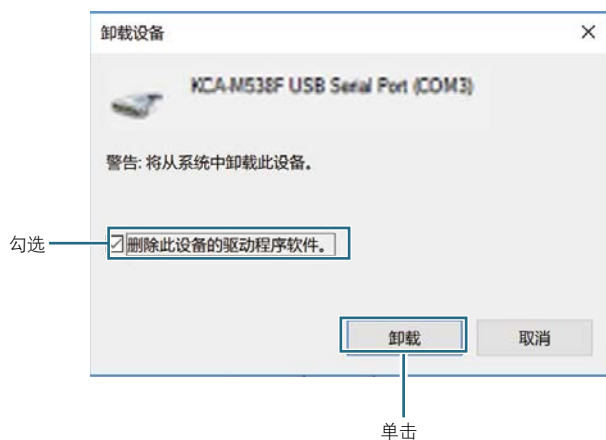 卸载设备
KCA-M538F USB Serial Port (COM3)
警告: 将从系统中卸载此设备。
勾选
删除此设备的驱动程序软件。
卸载
取消
单击